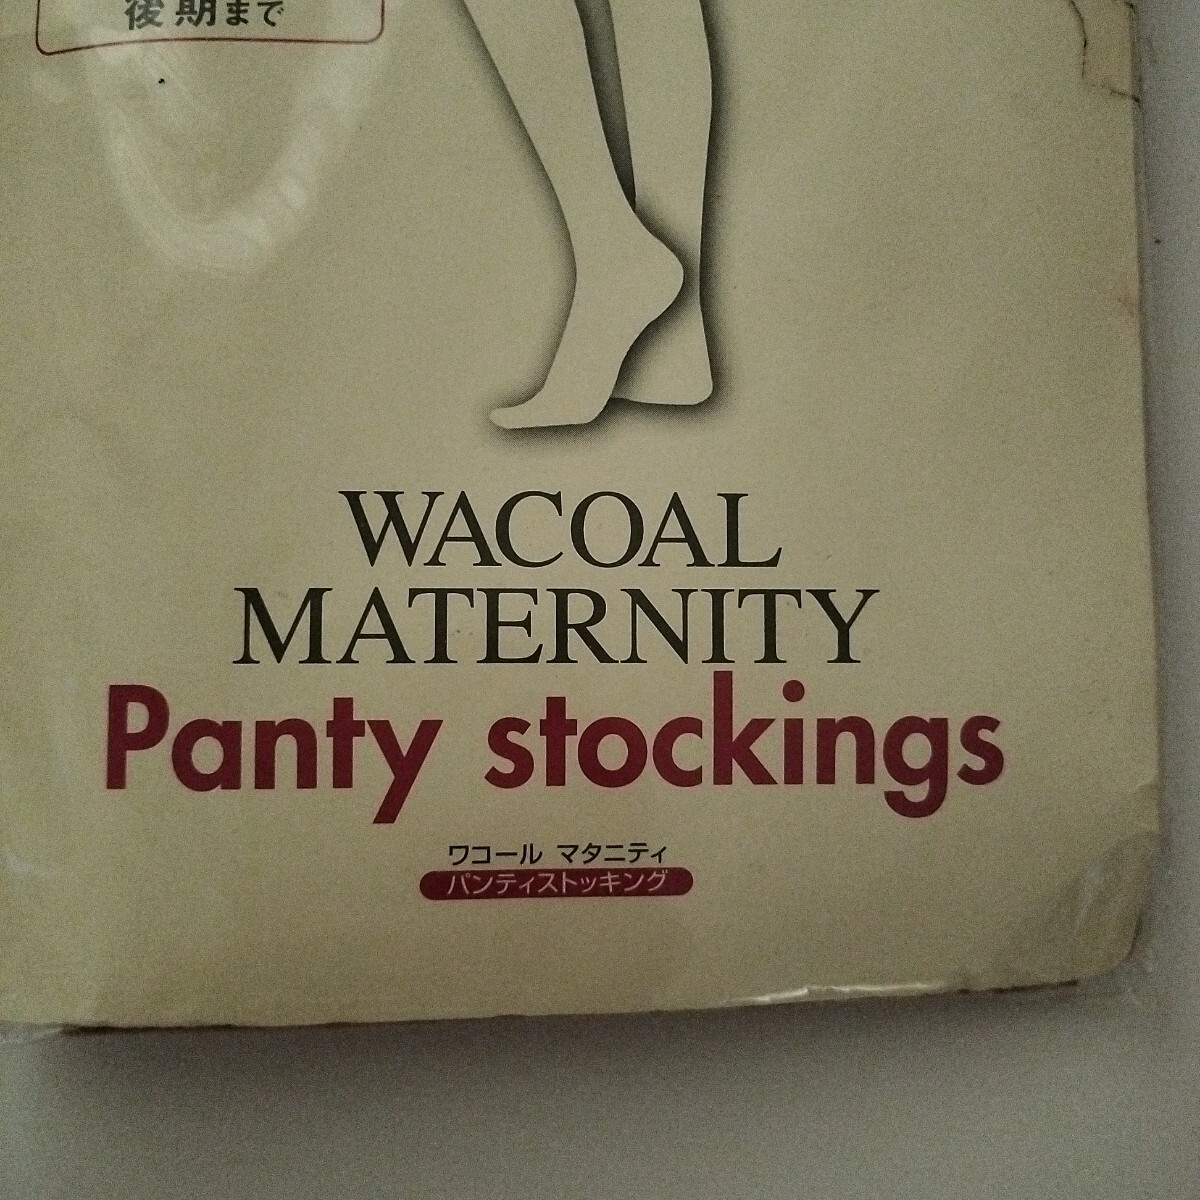 後期まで
WACOAL
MATERNITY
Panty stockings
ワコール マタニティ
パンティストッキング